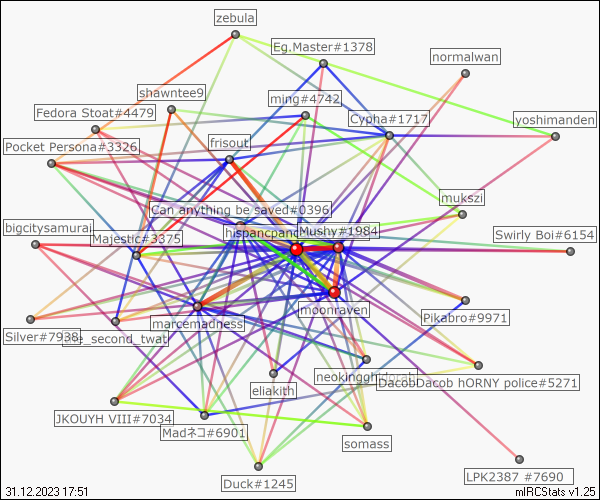 zebula
Eg.Master#1378
normalwan
shawntee9
ming#4742
Fedora Stoat#4479
Cypha#1717
yoshimanden
Pocket Persona#3326
frisout
mukszi
Can anything be saved#0396
bigcitysamurai
Majestic#3375
Mushy#1984
Swirly Boi#6154
moonraven
Pikabro#9971
marcemadness
Silver#7938
_second_twat
DacobDacob hORNY police#5271
eliakith
JKOUYH VIII#7034
Madネコ#6901
somass
Duck#1245
LPK2387 #7690
31.12.2023 17:51
mIRCStats v1.25